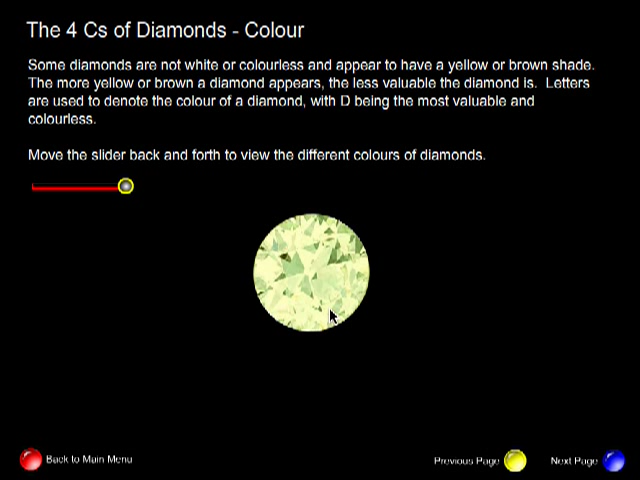 The 4 Cs of Diamonds - Colour
Some diamonds are not white or colourless and appear to have a yellow or brown shade.
The more yellow or brown a diamond appears, the less valuable the diamond is. Letters
are used to denote the colour of a diamond, with D being the most valuable and
colourless.
Move the slider back and forth to view the different colours of diamonds.
Back to Main Menu
Previous Page
Next Page